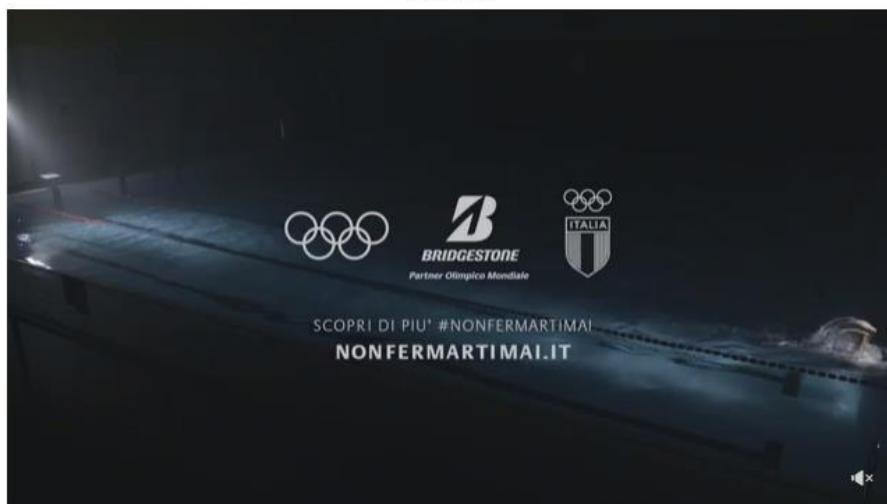 BRIDGESTONE
Partner Olimpico Mondiale
ITALIA
SCOPRI DI PIU' #NONFERMARTIMAI
NONFERMARTIMAI.IT